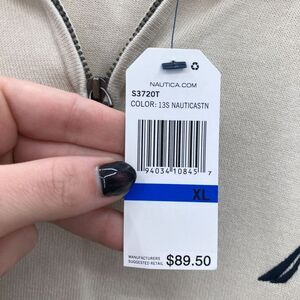 NAUTICA.COM
S3720T
COLOR: 13S NAUTICASTN
94034 10845 7
XL
MANUFACTURERS
SUGGESTED RETAIL $89.50